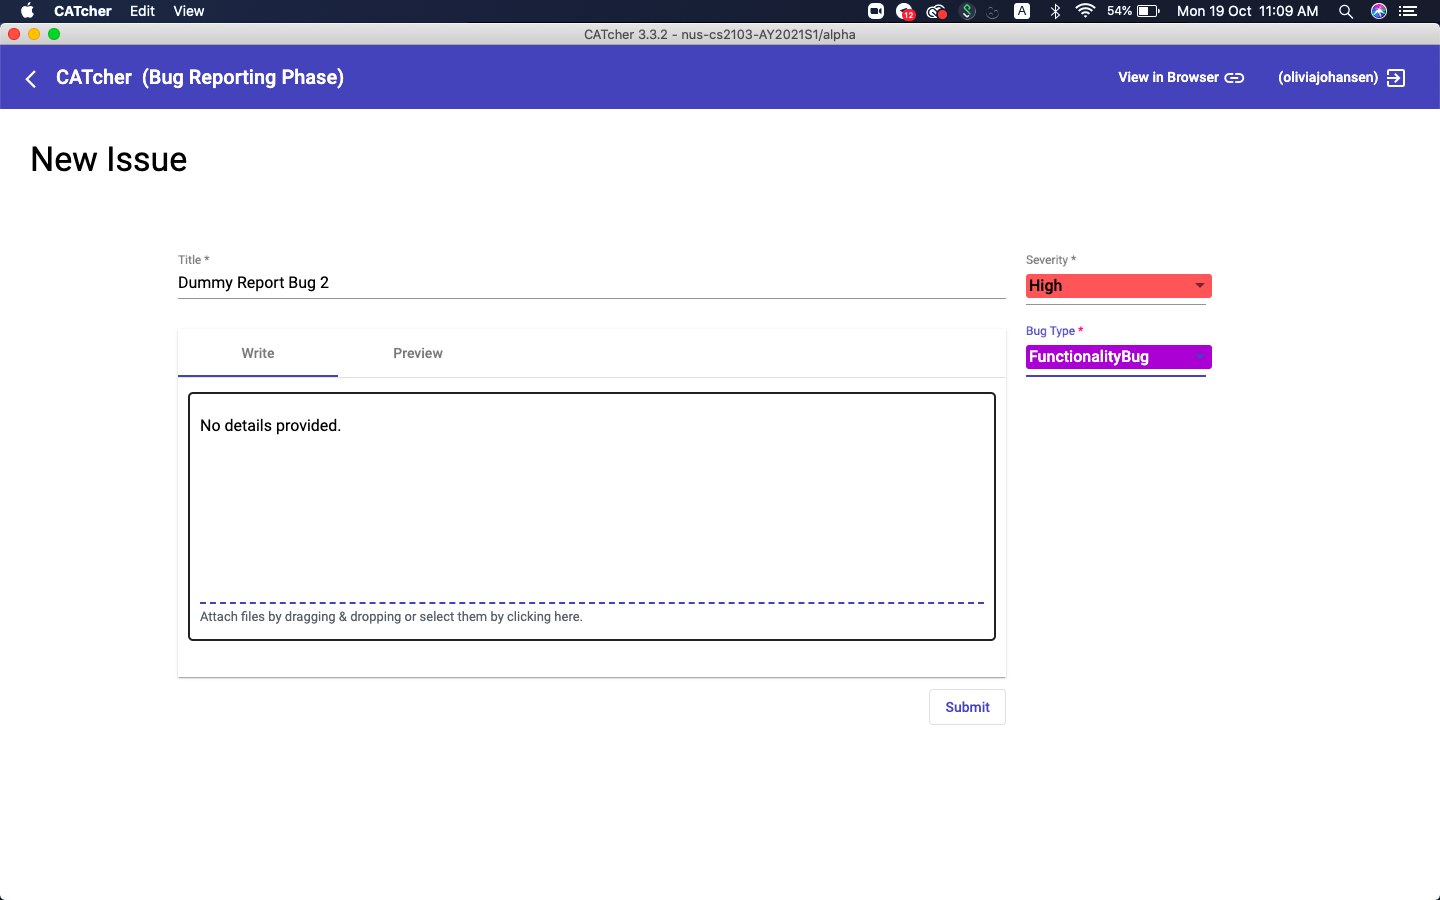 CATcher Edit View 12 A 54% Mon 19 Oct 11:09 AM
CATcher 3.3.2 - nus-cs2103-AY2021S1/alpha
CATcher (Bug Reporting Phase) View in Browser (oliviajohansen)
New Issue
Title *
Dummy Report Bug 2
Severity *
High
Bug Type *
FunctionalityBug
Write Preview
No details provided.
Attach files by dragging & dropping or select them by clicking here.
Submit